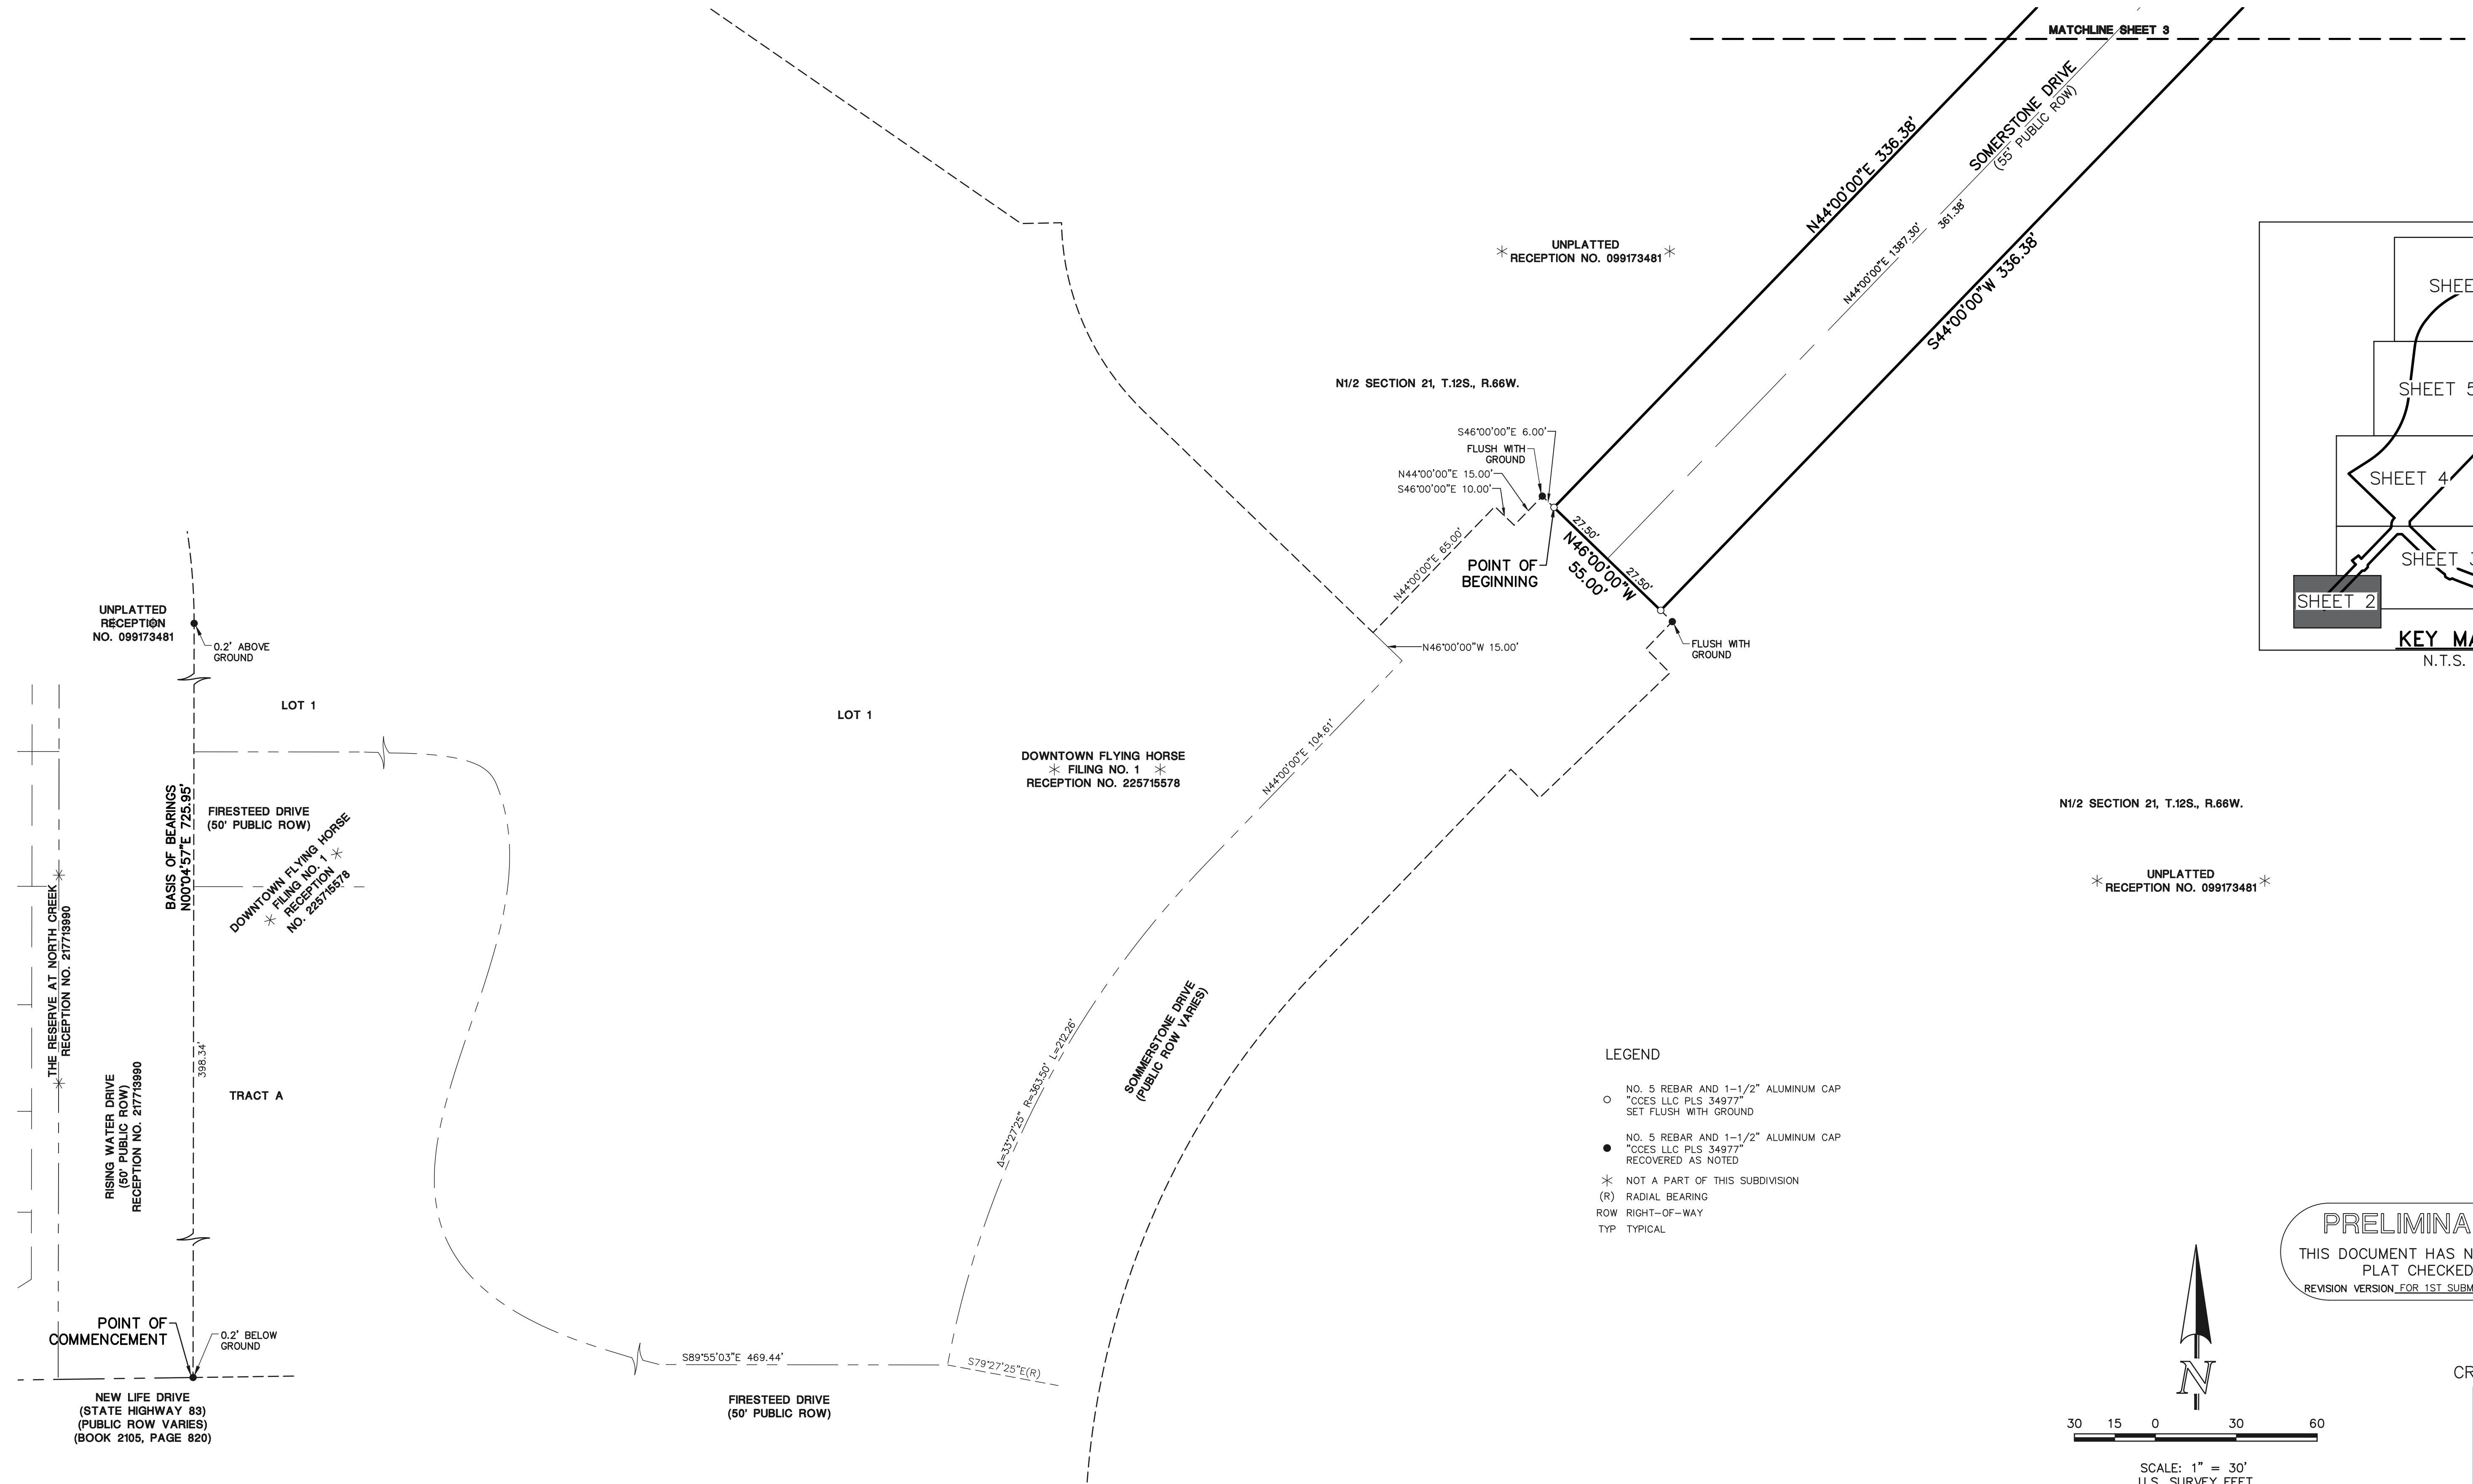 MATCHLINE SHEET 3
SOMERSTONE DRIVE
(55' PUBLIC ROW)
N44°00'00"E 336.38'
N44°00'00"E 1387.30'
361.38'
S44°00'00"W 336.38'
UNPLATTED
RECEPTION NO. 099173481
N1/2 SECTION 21, T.12S., R.66W.
S46°00'00"E 6.00'
FLUSH WITH
GROUND
N44°00'00"E 15.00'
S46°00'00"E 10.00'
N44°00'00"E 65.00'
POINT OF
BEGINNING
27.50'
N46°00'00"W
55.00'
27.50'
N46°00'00"W 15.00'
FLUSH WITH
GROUND
SHEET 4
SHEET 2
N.T.S.
UNPLATTED
RECEPTION
NO. 099173481
0.2' ABOVE
GROUND
LOT 1
LOT 1
DOWNTOWN FLYING HORSE
FILING NO. 1
RECEPTION NO. 225715578
N44°00'00"E 104.61'
BASIS OF BEARINGS
N00°04'57"E 725.95'
FIRESTEED DRIVE
(50' PUBLIC ROW)
DOWNTOWN FLYING HORSE
FILING NO. 1
RECEPTION
NO. 225715578
THE RESERVE AT NORTH CREEK
RECEPTION NO. 217713990
N1/2 SECTION 21, T.12S., R.66W.
UNPLATTED
RECEPTION NO. 099173481
RISING WATER DRIVE
(50' PUBLIC ROW)
RECEPTION NO. 217713990
398.34'
TRACT A
Δ=33°27'25" R=363.50' L=212.26'
SOMMERSTONE DRIVE
(PUBLIC ROW VARIES)
LEGEND
NO. 5 REBAR AND 1-1/2" ALUMINUM CAP
"CCES LLC PLS 34977"
SET FLUSH WITH GROUND
NO. 5 REBAR AND 1-1/2" ALUMINUM CAP
"CCES LLC PLS 34977"
RECOVERED AS NOTED
NOT A PART OF THIS SUBDIVISION
(R) RADIAL BEARING
ROW RIGHT-OF-WAY
TYP TYPICAL
POINT OF
COMMENCEMENT
0.2' BELOW
GROUND
S89°55'03"E 469.44'
S79°27'25"E(R)
NEW LIFE DRIVE
(STATE HIGHWAY 83)
(PUBLIC ROW VARIES)
(BOOK 2105, PAGE 820)
FIRESTEED DRIVE
(50' PUBLIC ROW)
THIS DOCUMENT HAS
PLAT CHECKED
REVISION VERSION FOR 1ST
N
30 15 0 30 60
SCALE: 1" = 30'
U.S. SURVEY FEET
SHEET 5
SHEET
KEY